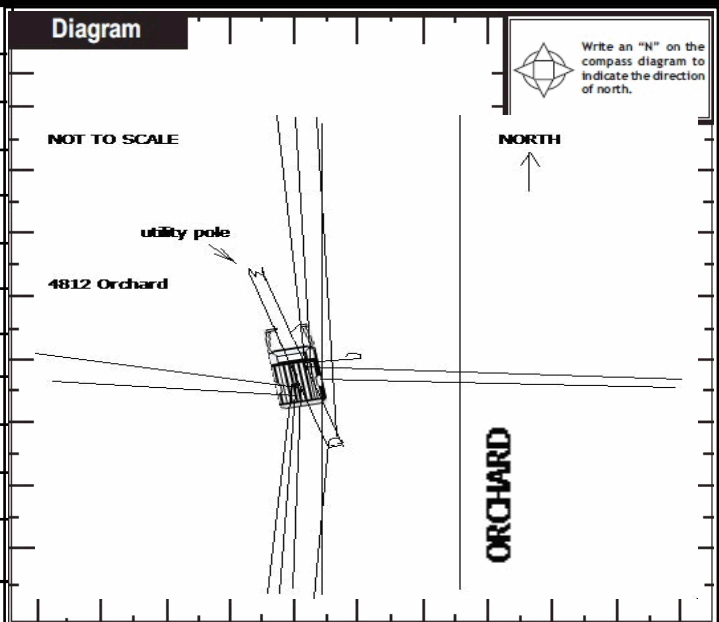 Diagram
Write an “N” on the
compass diagram to
indicate the direction
of north.
NOT TO SCALE
NORTH
utility pole
4812 Orchard
ORCHARD